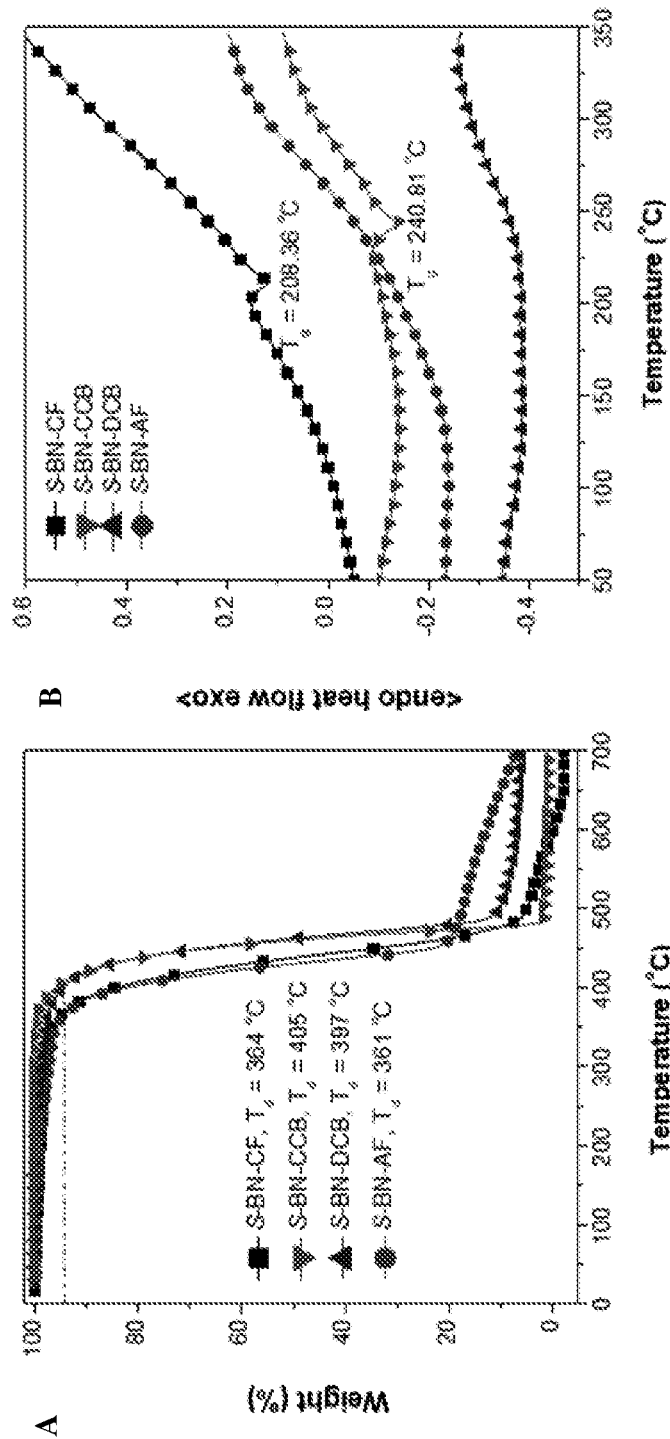 A
Weight (%)
100
80
60
40
20
0
S-BN-CF, Td = 364 °C
S-BN-CCB, Td = 405 °C
S-BN-DCB, Td = 397 °C
S-BN-AF, Td = 361 °C
0
100
200
300
400
500
600
700
Temperature (°C)
B
<endo heat flow exo>
0.6
0.4
0.2
0.0
-0.2
-0.4
S-BN-CF
S-BN-CCB
S-BN-DCB
S-BN-AF
Tg = 208.36 °C
Tg = 240.81 °C
50
100
150
200
250
300
350
Temperature (°C)